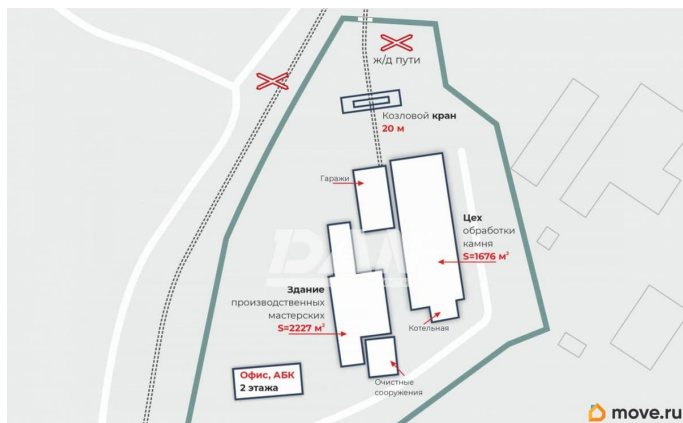 ж/д пути
Козловой кран
20 м
Гаражи
Цех
обработки
камня
S=1676 м²
Здание
производственных
мастерских
S=2227 м²
Котельная
Офис, АБК
2 этажа
Очистные
сооружения
move.ru